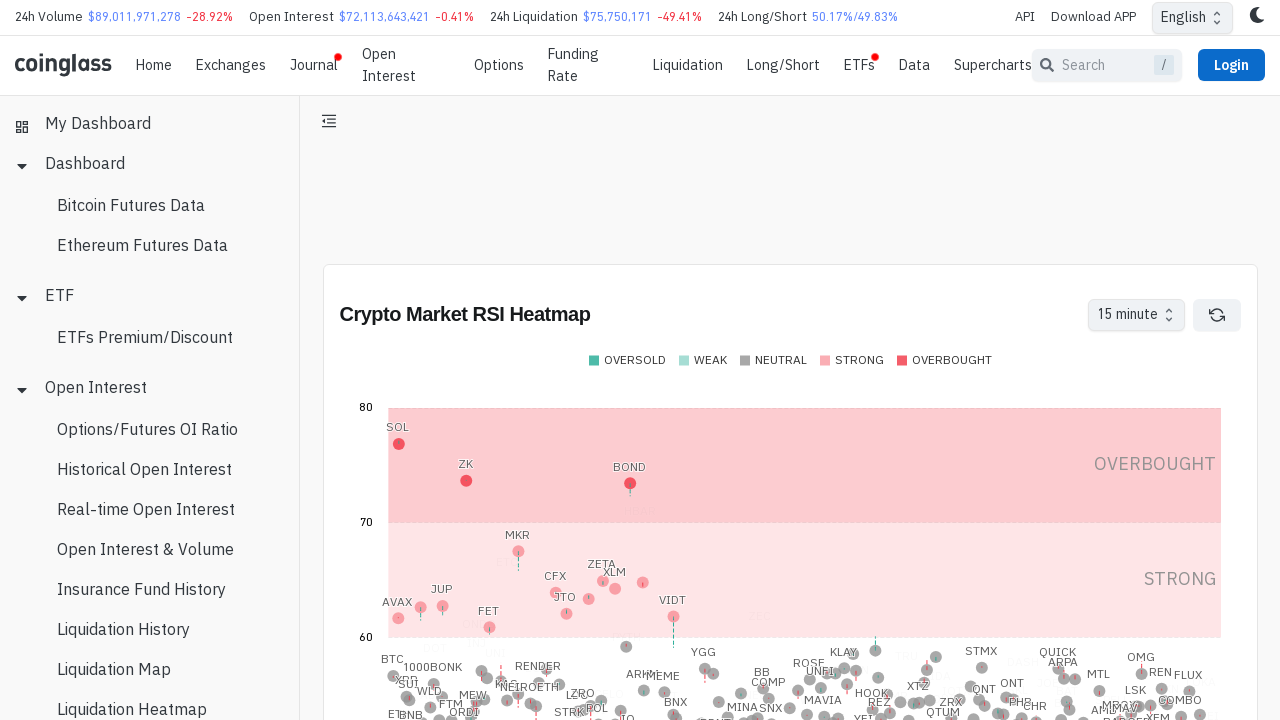 24h Volume $89,011,971,278 -28.92% Open Interest $72,113,643,421 -0.41% 24h Liquidation $75,750,171 -49.41% 24h Long/Short 50.17%/49.83% API Download APP English
coinglass Home Exchanges Journal Open Interest Options Funding Rate Liquidation Long/Short ETFs Data Supercharts Search / Login
My Dashboard
Dashboard
Bitcoin Futures Data
Ethereum Futures Data
ETF
ETFs Premium/Discount
Open Interest
Options/Futures OI Ratio
Historical Open Interest
Real-time Open Interest
Open Interest & Volume
Insurance Fund History
Liquidation History
Liquidation Map
Liquidation Heatmap
Crypto Market RSI Heatmap 15 minute
OVERSOLD WEAK NEUTRAL STRONG OVERBOUGHT
80
SOL
ZK BOND OVERBOUGHT
70
MKR
ZETA
CFX XLM STRONG
JUP JTO
AVAX FET VIDT
60
BTC YGG KLAY STMX QUICK OMG
1000BONK RENDER ROSE ARPA
ARKM MEME BB UNFI MTL REN FLUX
SUI NEIROETH COMP XTZ ONT
WLD MEW ZRO HOOK QNT LSK
FTM BNX MAVIA REZ ZRX PHB COMBO
ORDI STRK POL MINA SNX CHR
BNB QTUM XEM